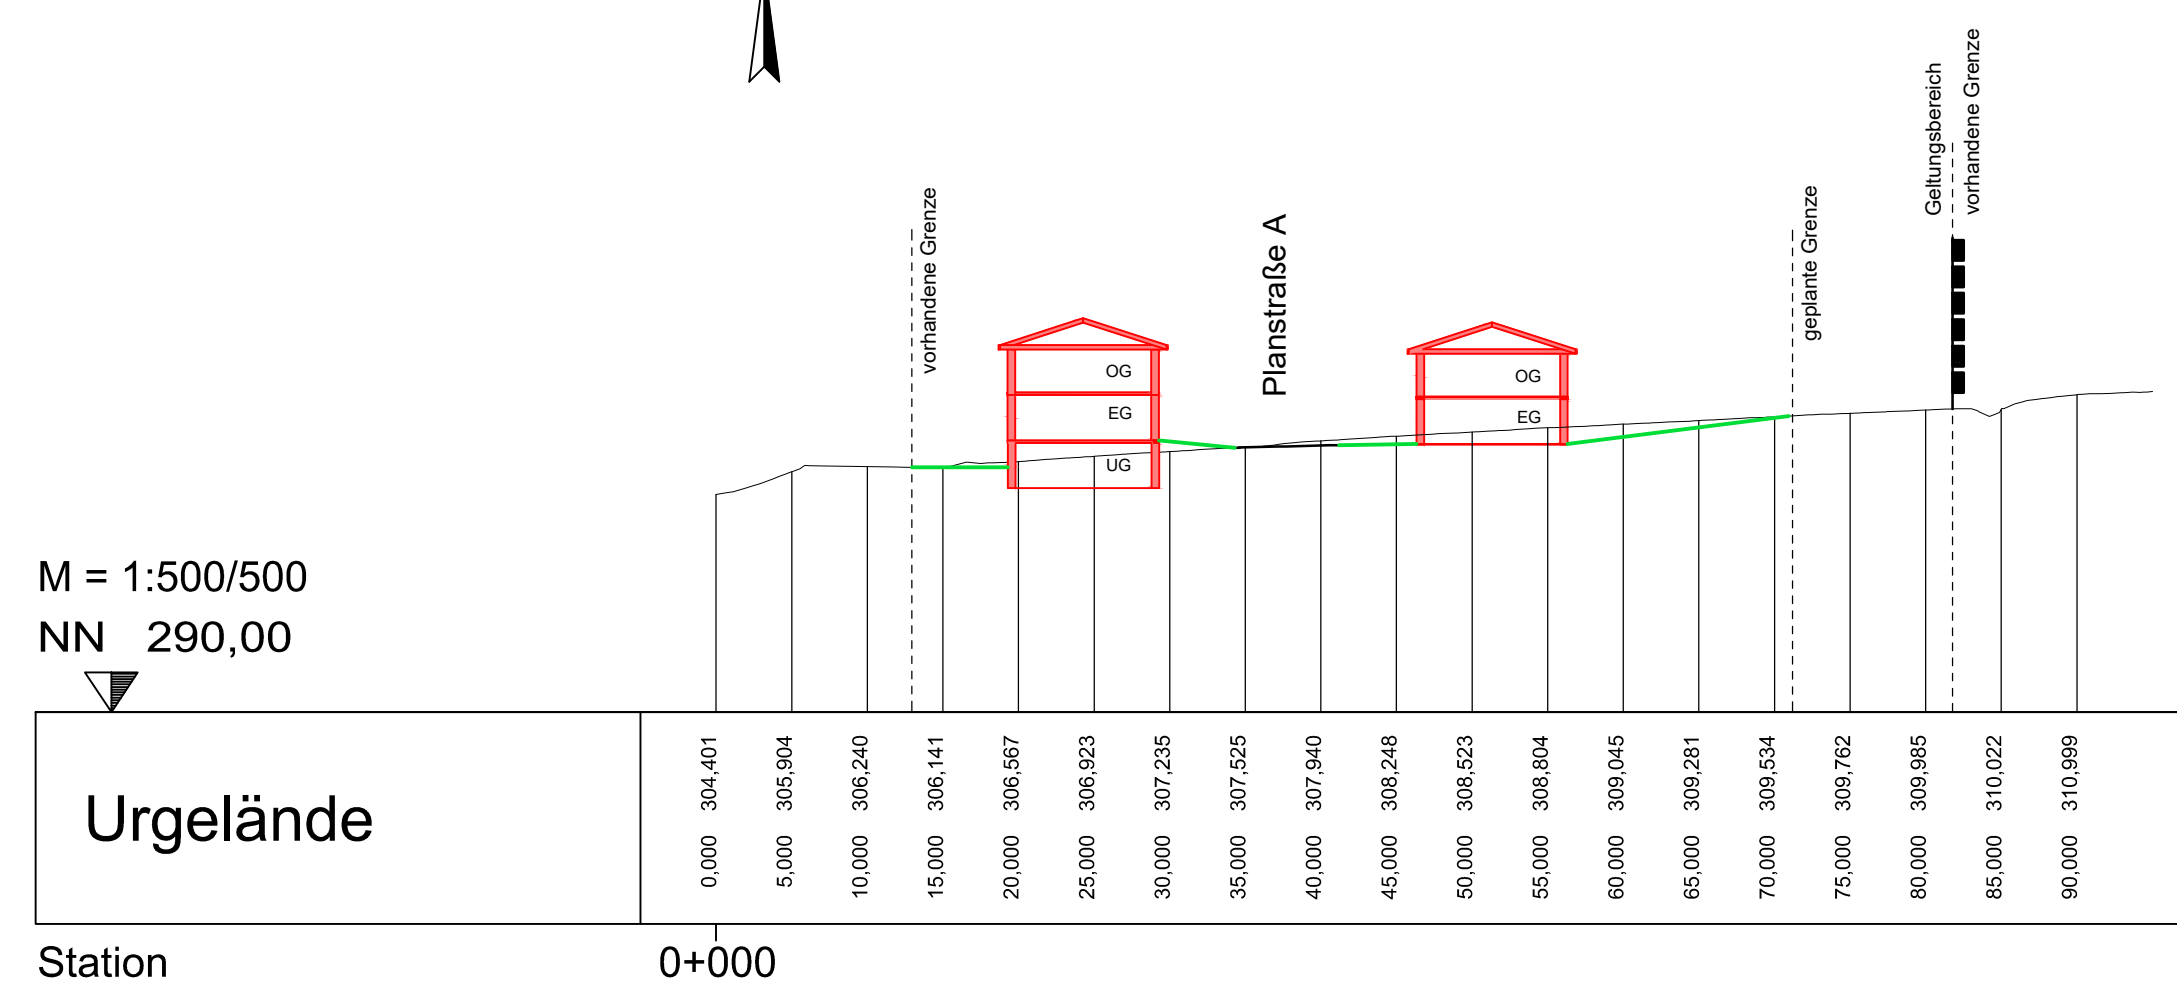 Geltungsbereich
vorhandene Grenze
vorhandene Grenze
Planstraße A
geplante Grenze
OG
EG
UG
OG
EG
M = 1:500/500
NN 290,00
Urgelände
304,401 305,904 306,240 306,141 306,567 306,923 307,235 307,525 307,940 308,248 308,523 308,804 309,045 309,281 309,534 309,762 309,985 310,022 310,999
0,000 5,000 10,000 15,000 20,000 25,000 30,000 35,000 40,000 45,000 50,000 55,000 60,000 65,000 70,000 75,000 80,000 85,000 90,000
Station 0+000